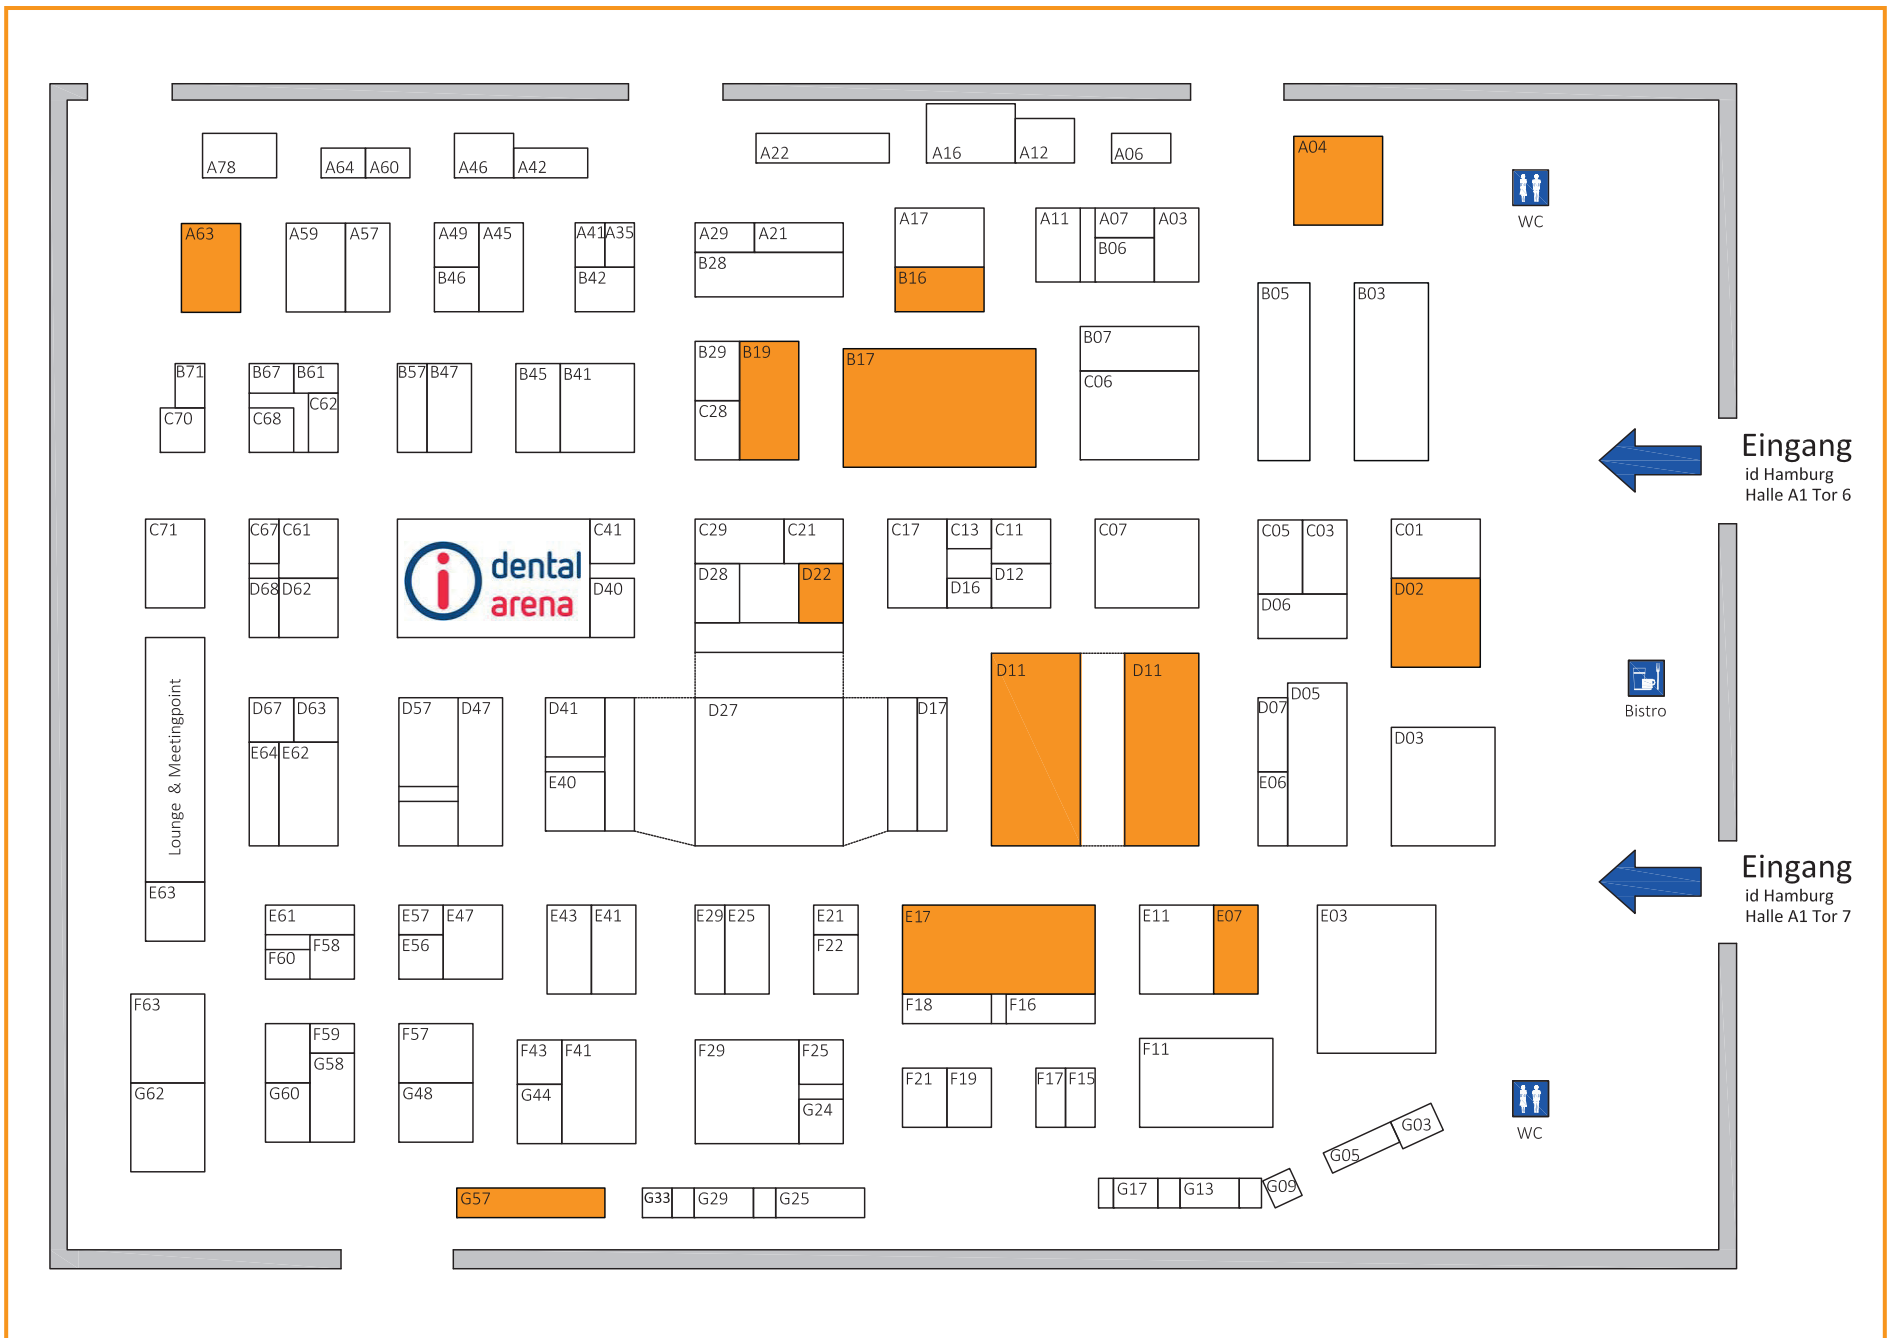 A78
A64
A60
A46
A42
A22
A16
A12
A06
A04
WC
A63
A59
A57
A49
A45
B46
A41
A35
B42
A29
A21
B28
A17
B16
A11
A07
A03
B06
B05
B03
B71
C70
B67
B61
C62
C68
B57
B47
B45
B41
B29
B19
C28
B17
B07
C06
Eingang
id Hamburg
Halle A1 Tor 6
C71
C67
C61
D68
D62
dental
arena
C41
D40
C29
C21
D28
D22
C17
C13
C11
D16
D12
C07
C05
C03
D06
C01
D02
Lounge & Meetingpoint
E63
D67
D63
E64
E62
D57
D47
D41
E40
D27
D17
D11
D11
D07
D05
E06
D03
Bistro
Eingang
id Hamburg
Halle A1 Tor 7
E61
F58
F60
E57
E47
E56
E43
E41
E29
E25
E21
F22
E17
F18
F16
E11
E07
E03
F63
G62
F59
G58
G60
F57
G48
F43
F41
G44
F29
F25
G24
F21
F19
F17
F15
F11
G03
G05
WC
G57
G33
G29
G25
G17
G13
G09